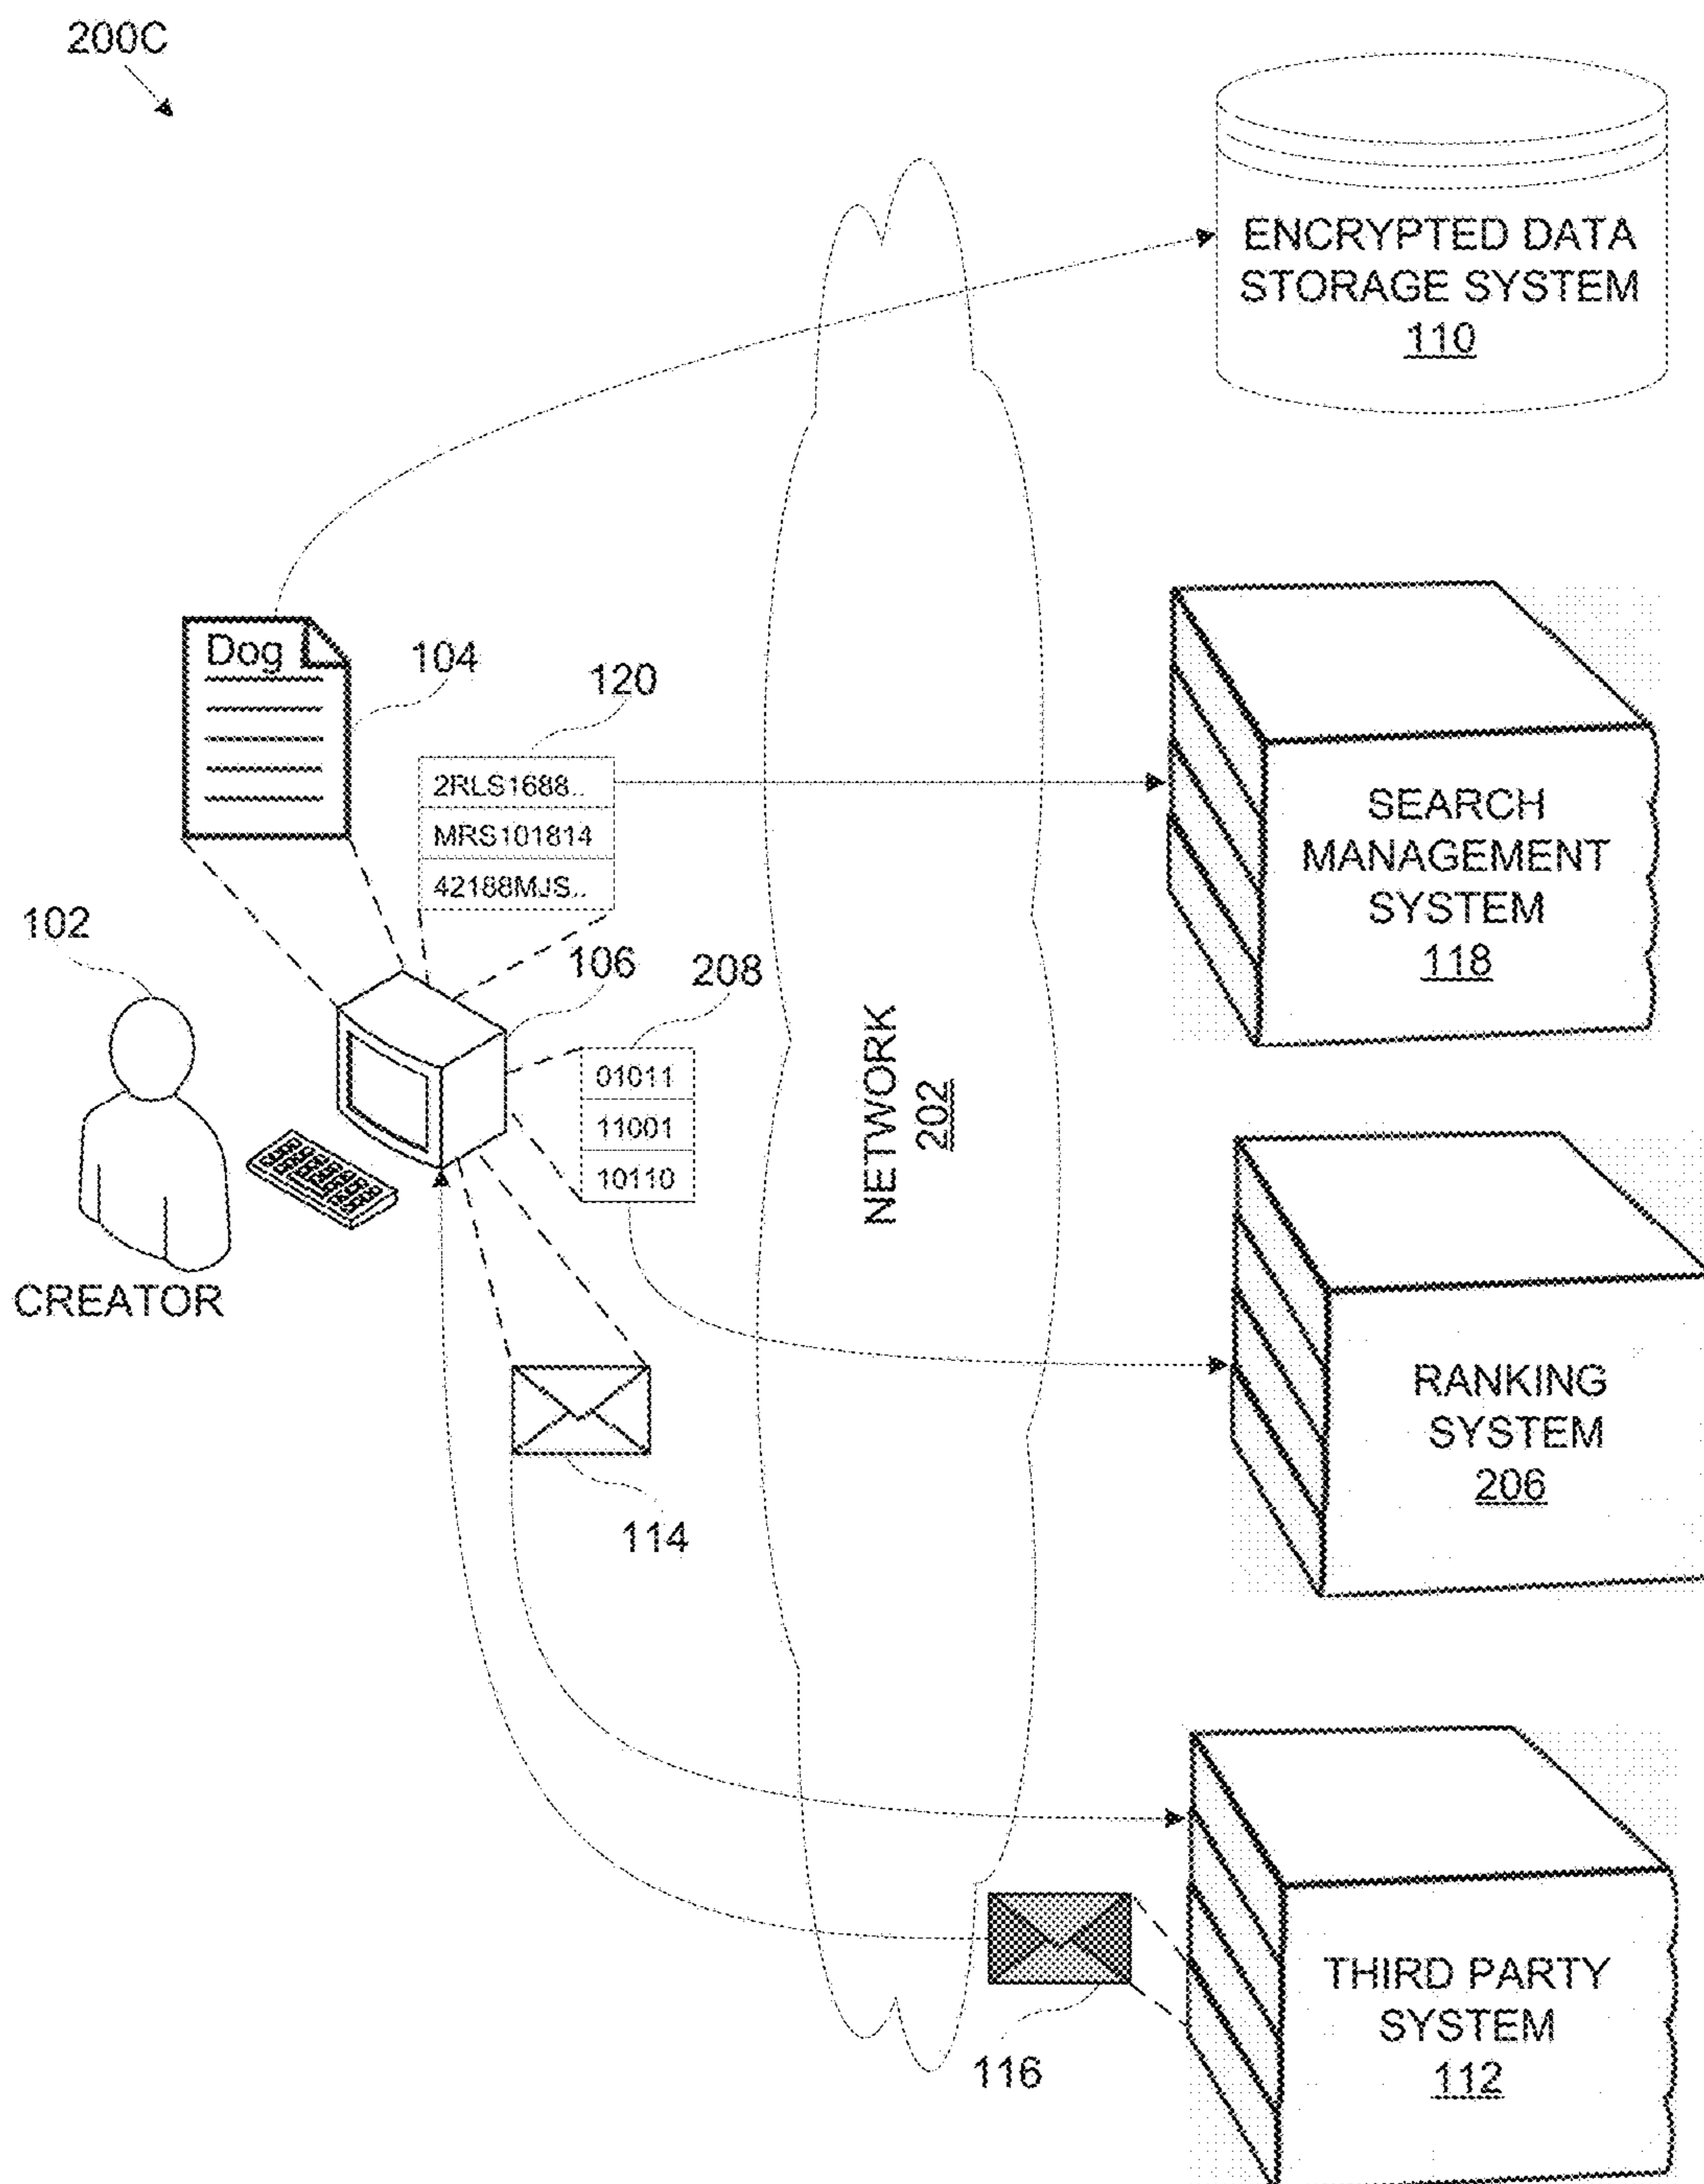 200C
ENCRYPTED DATA
STORAGE SYSTEM
110
Dog
104
120
2RLS1688..
MRS101814
42188MJS..
SEARCH
MANAGEMENT
SYSTEM
118
102
106
208
01011
11001
10110
NETWORK
202
CREATOR
RANKING
SYSTEM
206
114
THIRD PARTY
SYSTEM
112
116